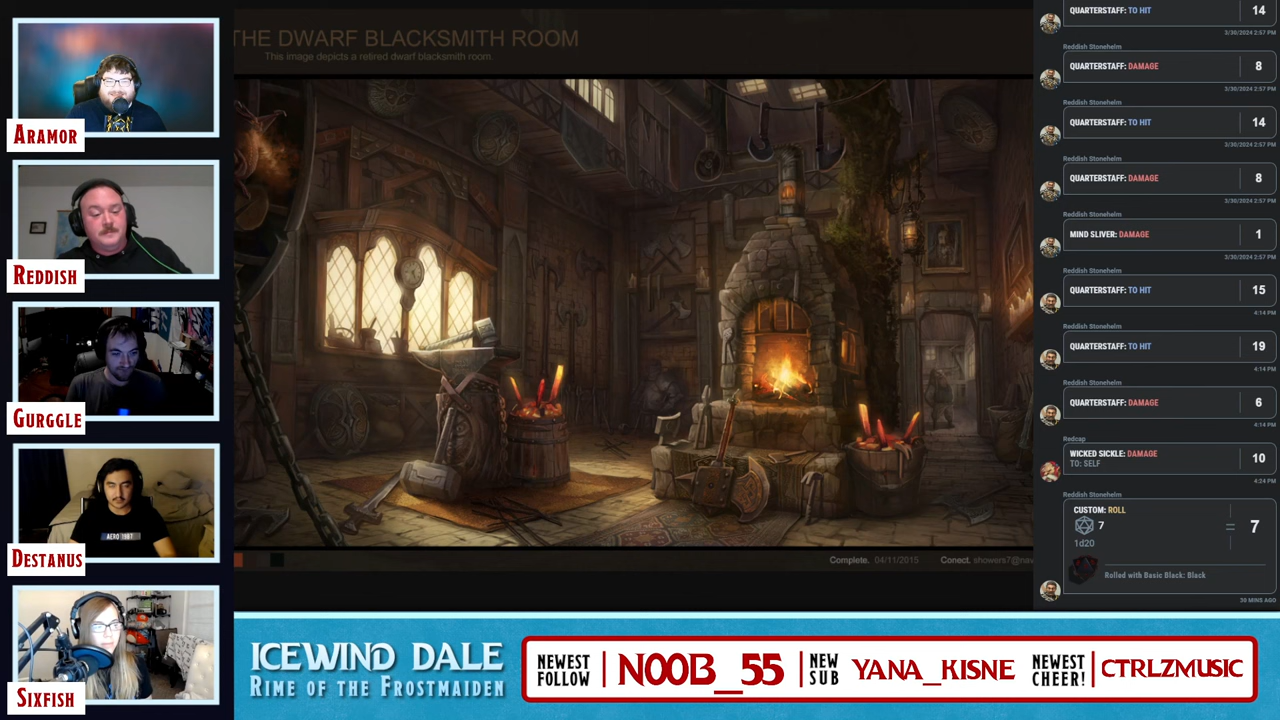 THE DWARF BLACKSMITH ROOM
This image depicts a retired dwarf blacksmith room.
ARAMOR
REDDISH
GURGGLE
AERO 1987
DESTANUS
SIXFISH
Complete. 04/11/2015 Conect. showers7@nav
QUARTERSTAFF: TO HIT 14
3/30/2024 2:57 PM
Reddish Stonehelm
QUARTERSTAFF: DAMAGE 8
3/30/2024 2:57 PM
Reddish Stonehelm
QUARTERSTAFF: TO HIT 14
3/30/2024 2:57 PM
Reddish Stonehelm
QUARTERSTAFF: DAMAGE 8
3/30/2024 2:57 PM
Reddish Stonehelm
MIND SLIVER: DAMAGE 1
3/30/2024 2:57 PM
Reddish Stonehelm
QUARTERSTAFF: TO HIT 15
4:14 PM
Reddish Stonehelm
QUARTERSTAFF: TO HIT 19
4:14 PM
Reddish Stonehelm
QUARTERSTAFF: DAMAGE 6
4:14 PM
Redcap
WICKED SICKLE: DAMAGE 10
TO: SELF
4:24 PM
Reddish Stonehelm
CUSTOM: ROLL
7 = 7
1d20
Rolled with Basic Black: Black
30 MINS AGO
ICEWIND DALE
RIME OF THE FROSTMAIDEN
NEWEST FOLLOW | N00B_55 | NEW SUB YANA_KISNE NEWEST CHEER! | CTRLZMUSIC